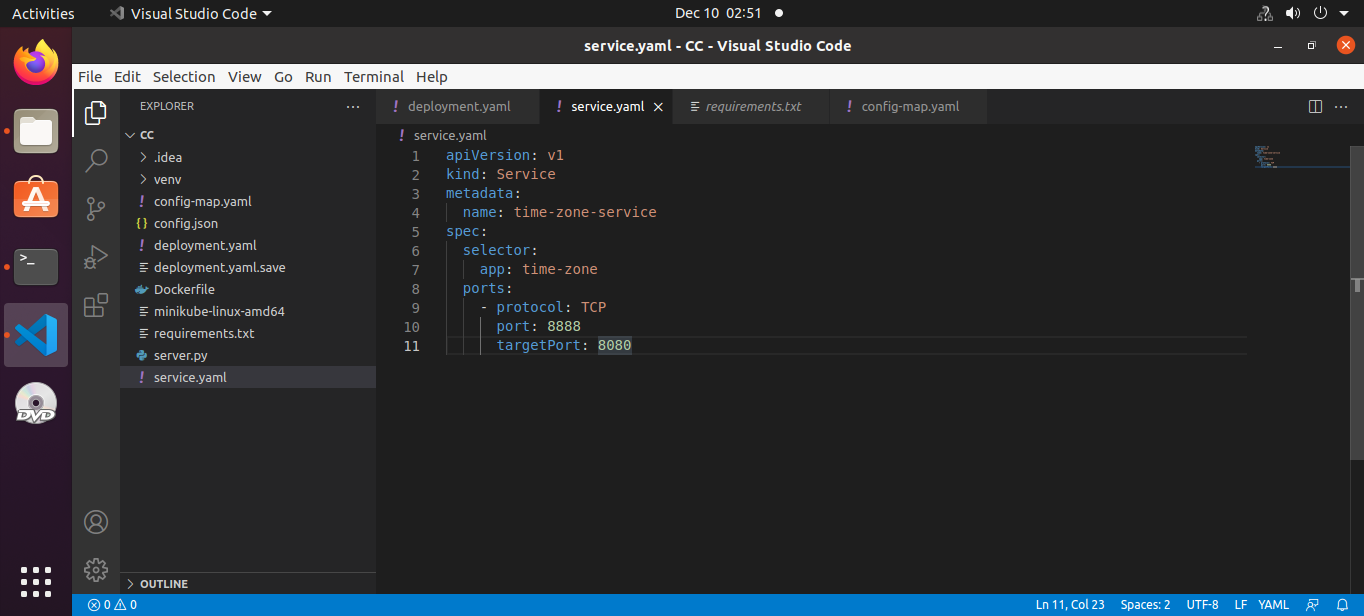 Activities
Visual Studio Code
Dec 10 02:51
service.yaml - CC - Visual Studio Code
File Edit Selection View Go Run Terminal Help
EXPLORER
CC
.idea
venv
config-map.yaml
config.json
deployment.yaml
deployment.yaml.save
Dockerfile
minikube-linux-amd64
requirements.txt
server.py
service.yaml
OUTLINE
deployment.yaml
service.yaml
requirements.txt
config-map.yaml
service.yaml
1 apiVersion: v1
2 kind: Service
3 metadata:
4   name: time-zone-service
5 spec:
6   selector:
7     app: time-zone
8   ports:
9     - protocol: TCP
10       port: 8888
11       targetPort: 8080
DVD
0 0
Ln 11, Col 23 Spaces: 2 UTF-8 LF YAML